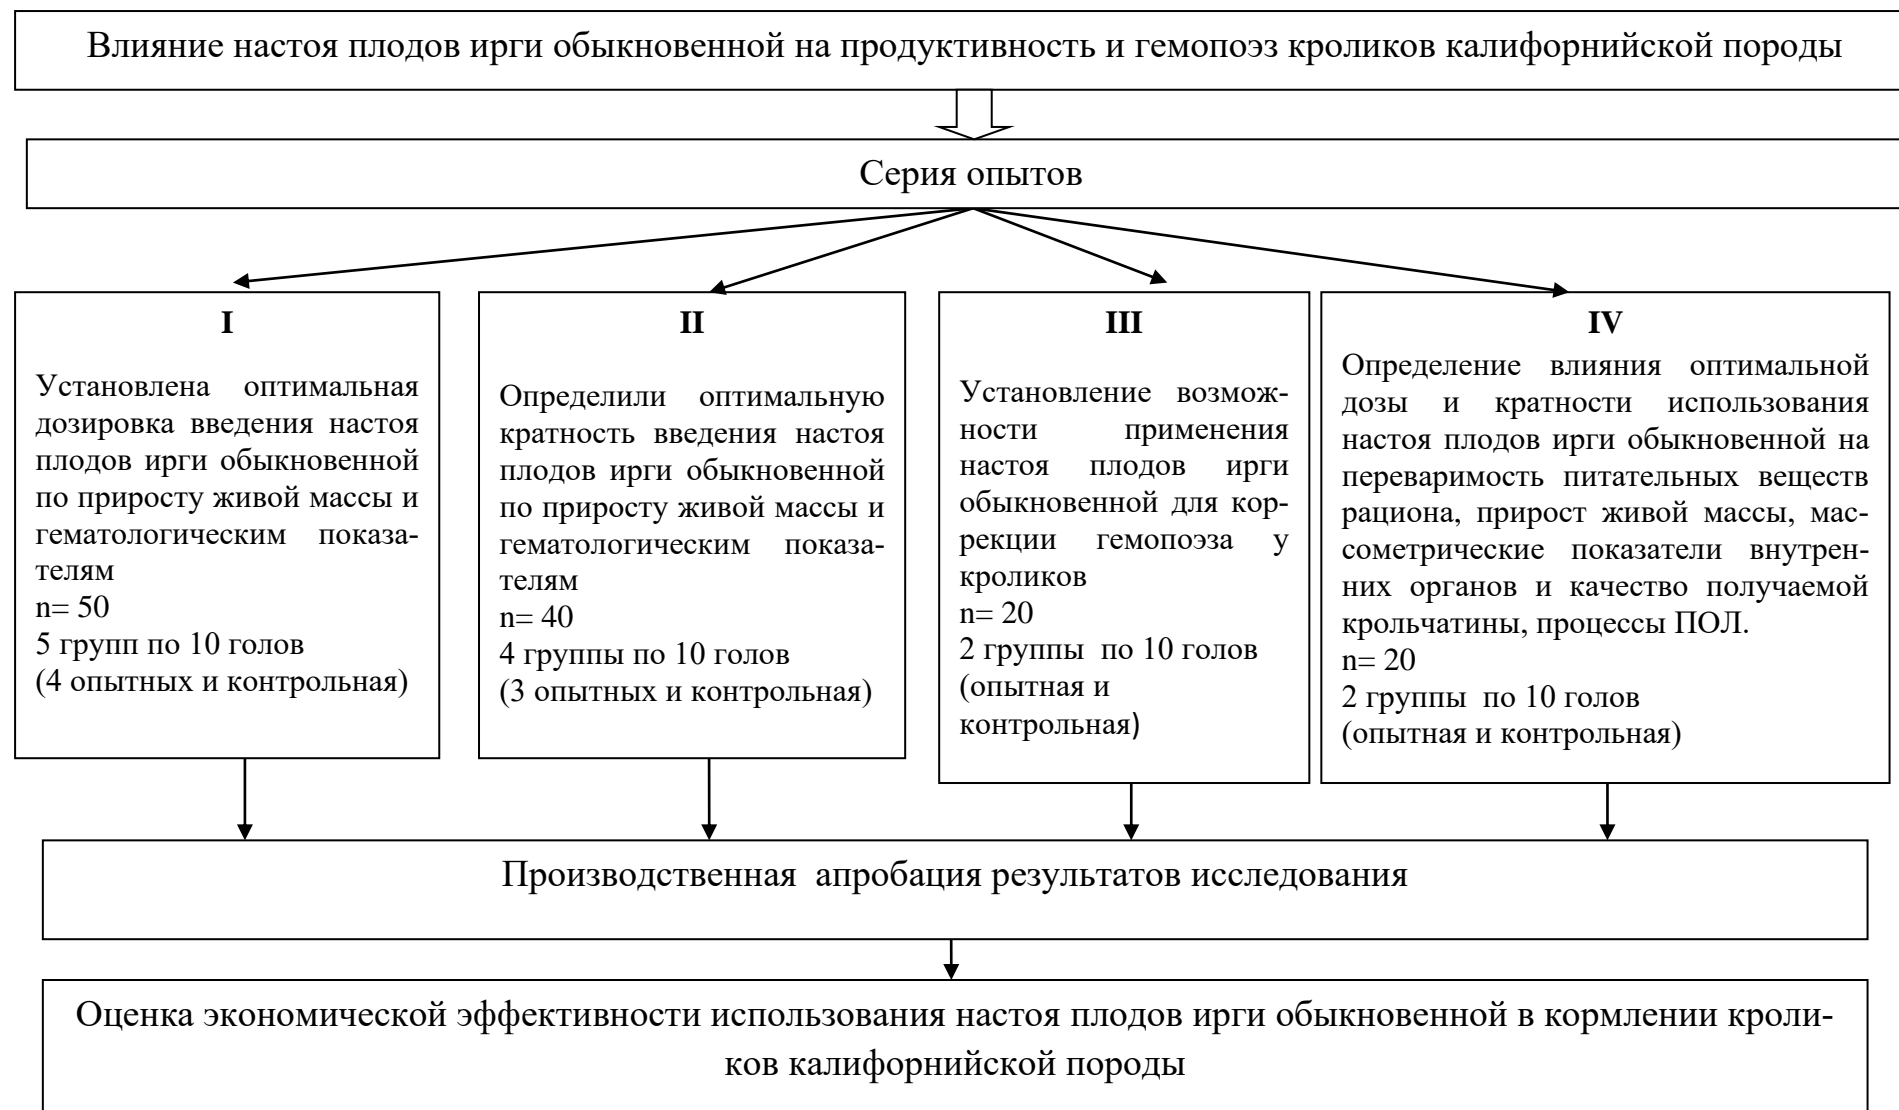 Влияние настоя плодов ирги обыкновенной на продуктивность и гемопоэз кроликов калифорнийской породы
Серия опытов
I
Установлена оптимальная
дозировка введения настоя
плодов ирги обыкновенной
по приросту живой массы и
гематологическим показа-
телям
n= 50
5 групп по 10 голов
(4 опытных и контрольная)
II
Определили оптимальную
кратность введения настоя
плодов ирги обыкновенной
по приросту живой массы и
гематологическим показа-
телям
n= 40
4 группы по 10 голов
(3 опытных и контрольная)
III
Установление возмож-
ности применения
настоя плодов ирги
обыкновенной для кор-
рекции гемопоэза у
кроликов
n= 20
2 группы по 10 голов
(опытная и
контрольная)
IV
Определение влияния оптимальной
дозы и кратности использования
настоя плодов ирги обыкновенной на
переваримость питательных веществ
рациона, прирост живой массы, мас-
сометрические показатели внутрен-
них органов и качество получаемой
крольчатины, процессы ПОЛ.
n= 20
2 группы по 10 голов
(опытная и контрольная)
Производственная апробация результатов исследования
Оценка экономической эффективности использования настоя плодов ирги обыкновенной в кормлении кроли-
ков калифорнийской породы